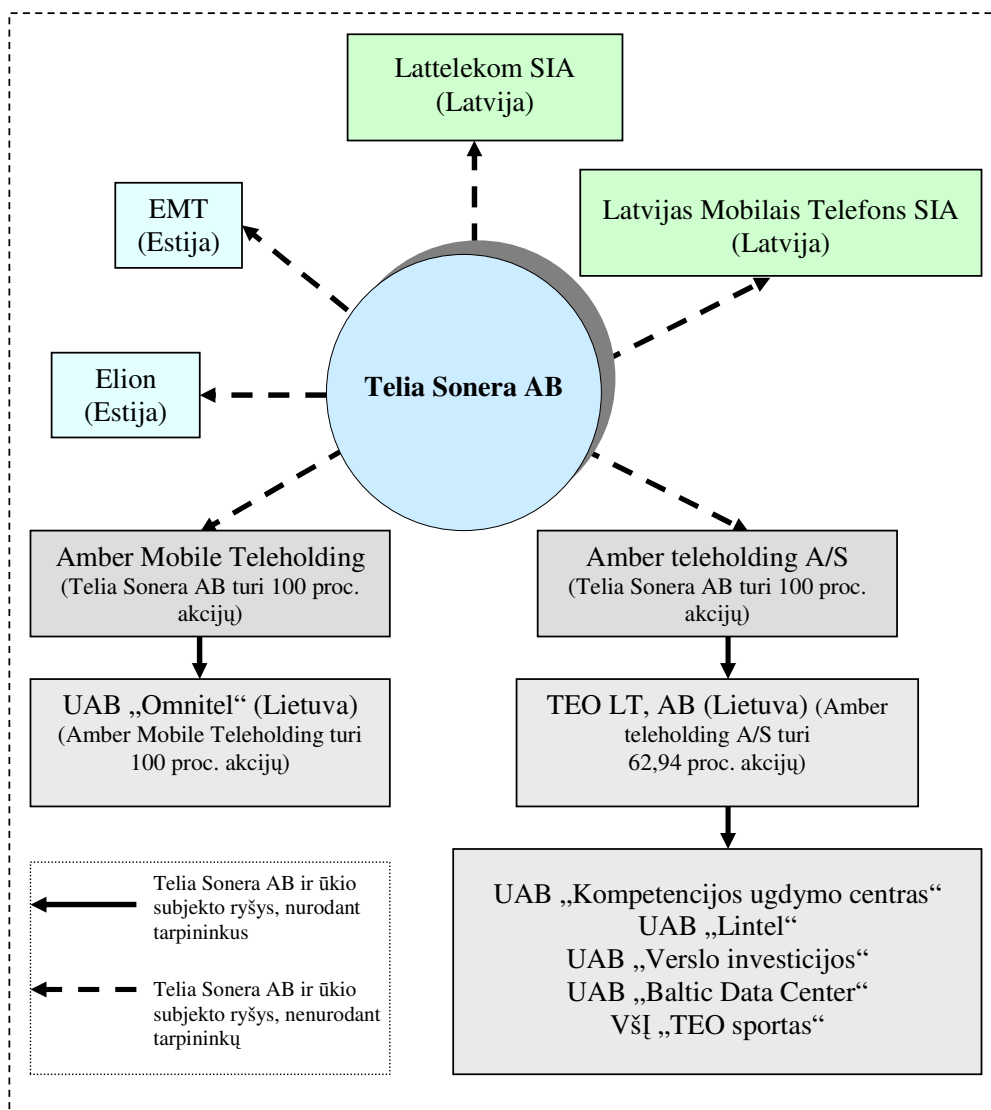 Lattelekom SIA
(Latvija)
EMT
(Estija)
Latvijas Mobilais Telefons SIA
(Latvija)
Elion
(Estija)
Telia Sonera AB
Amber Mobile Teleholding
(Telia Sonera AB turi 100 proc.
akcijų)
Amber teleholding A/S
(Telia Sonera AB turi 100 proc.
akcijų)
UAB „Omnitel“ (Lietuva)
(Amber Mobile Teleholding turi
100 proc. akcijų)
TEO LT, AB (Lietuva) (Amber
teleholding A/S turi
62,94 proc. akcijų)
Telia Sonera AB ir ūkio
subjekto ryšys, nurodant
tarpininkus
Telia Sonera AB ir ūkio
subjekto ryšys, nenurodant
tarpininkų
UAB „Kompetencijos ugdymo centras“
UAB „Lintel“
UAB „Verslo investicijos“
UAB „Baltic Data Center“
VšĮ „TEO sportas“